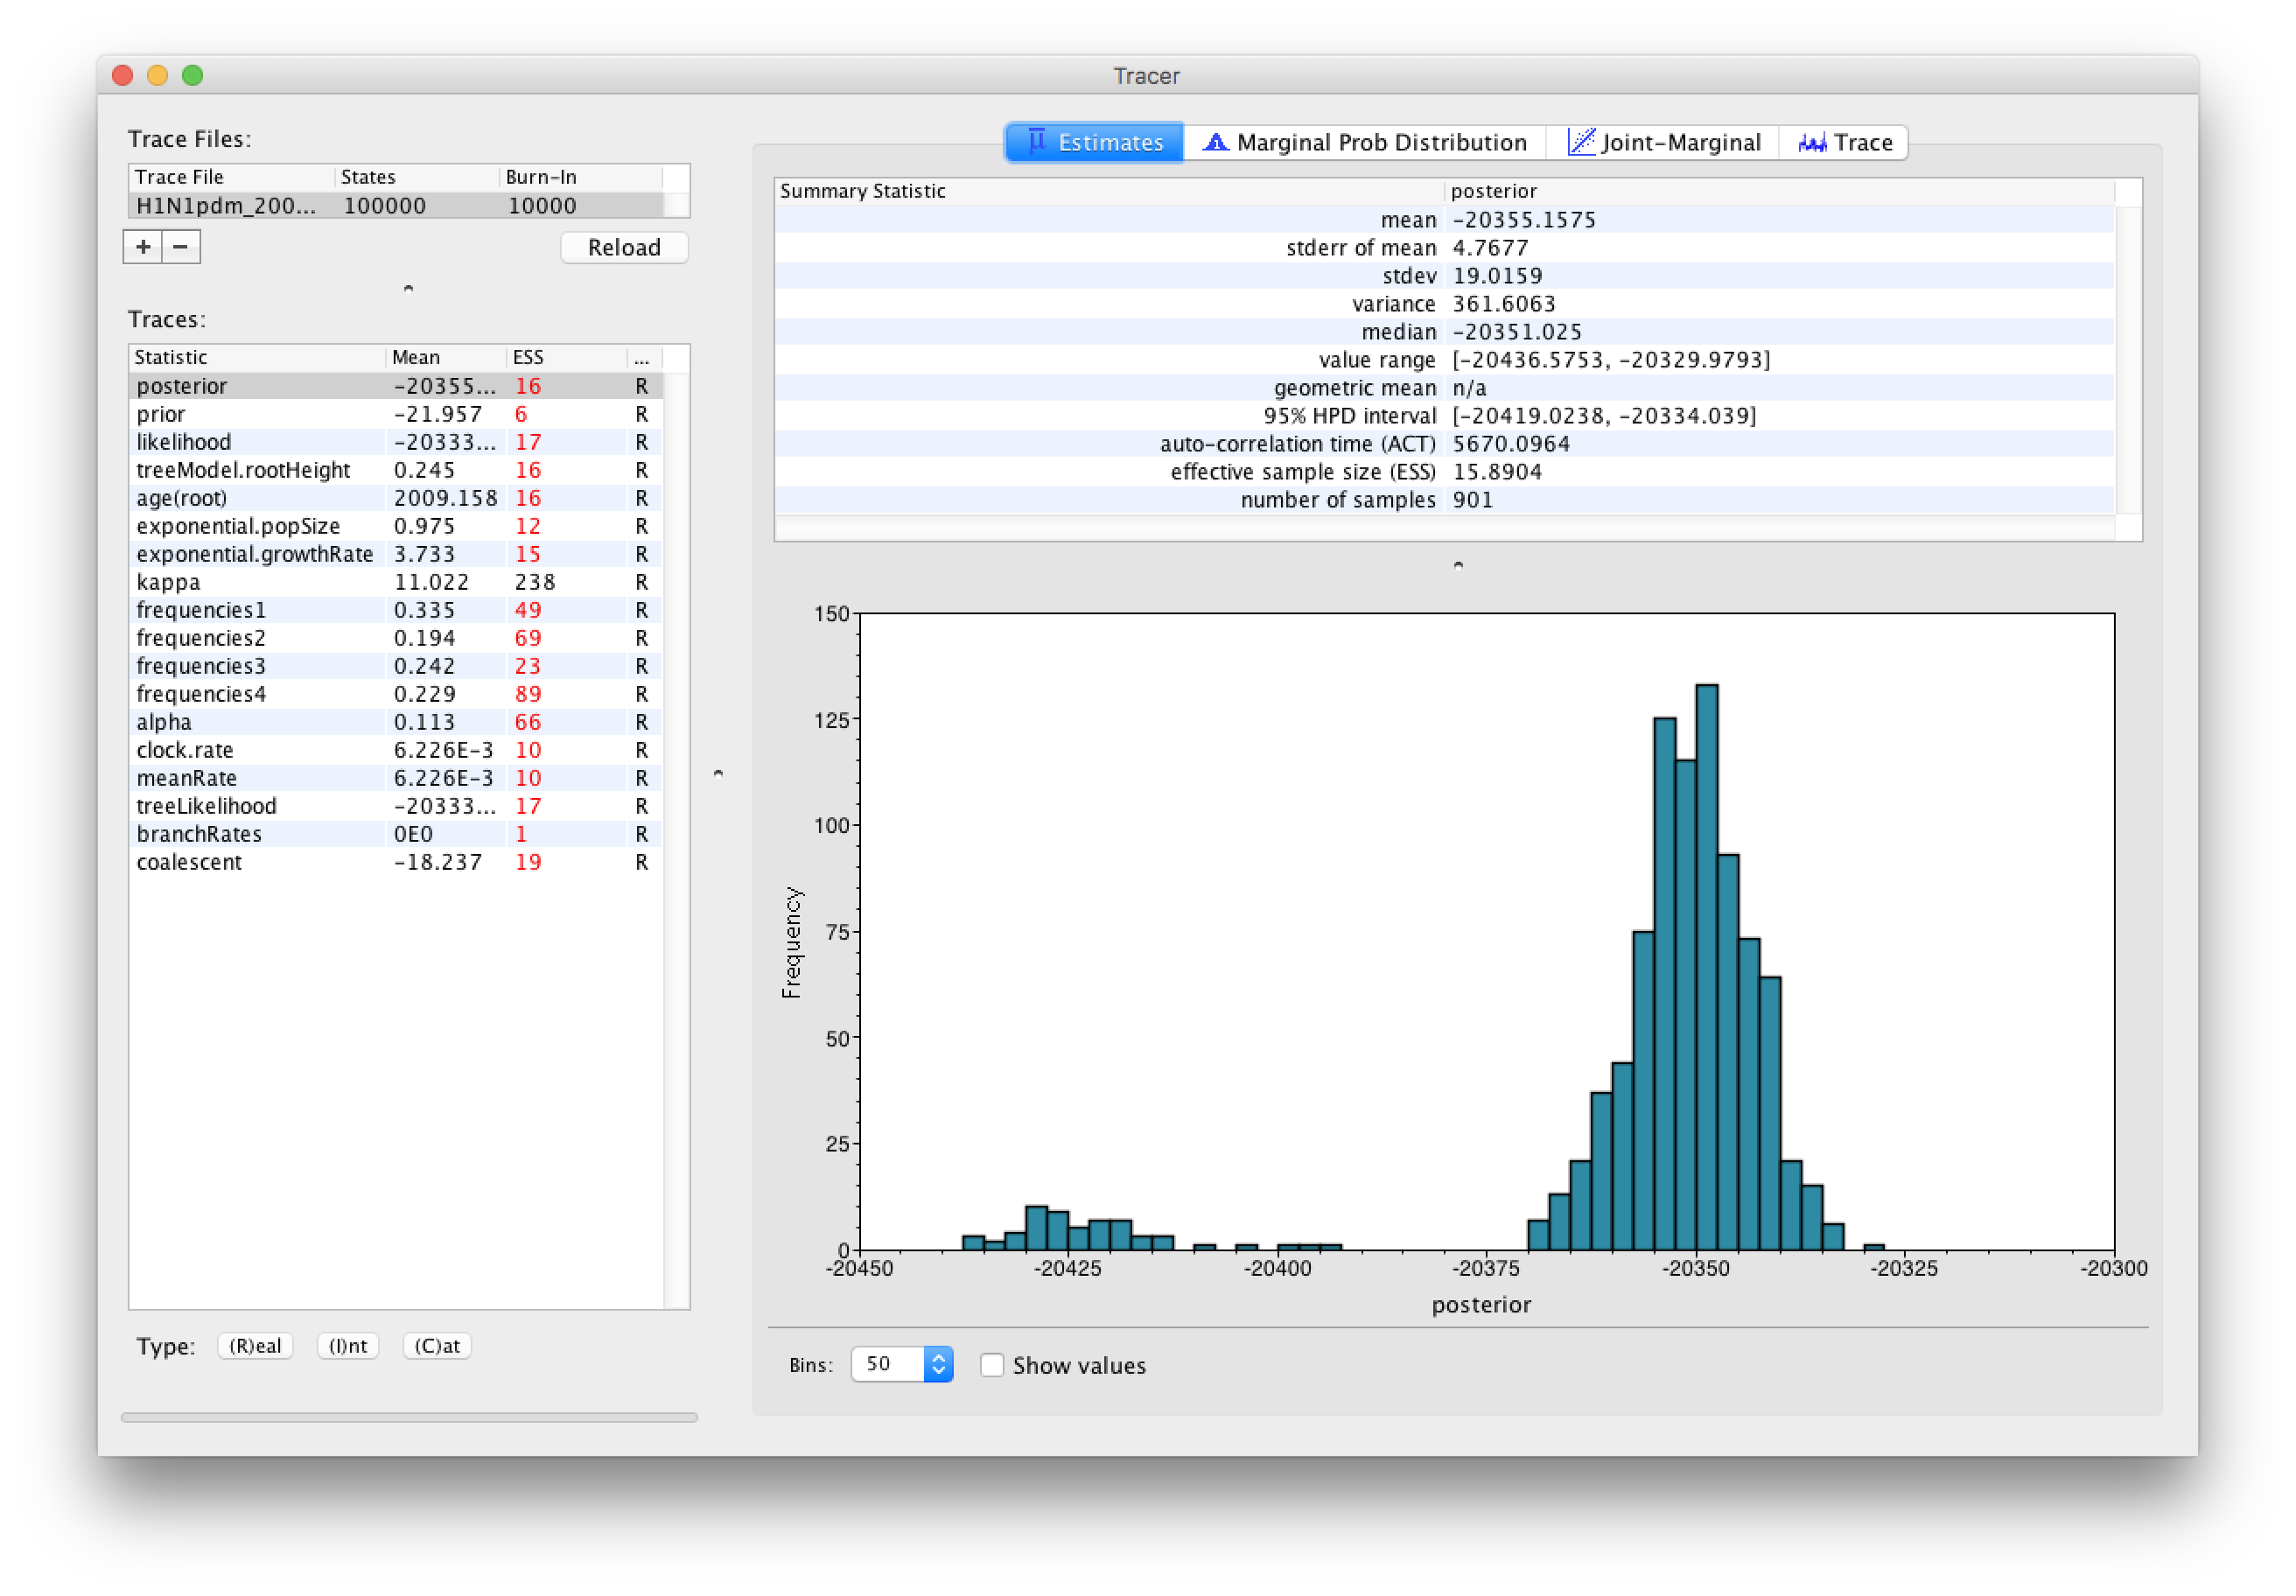 Tracer
Trace Files:
Trace File States Burn-In
H1N1pdm_200... 100000 10000
+ −
Reload
Traces:
Statistic Mean ESS ...
posterior -20355... 16 R
prior -21.957 6 R
likelihood -20333... 17 R
treeModel.rootHeight 0.245 16 R
age(root) 2009.158 16 R
exponential.popSize 0.975 12 R
exponential.growthRate 3.733 15 R
kappa 11.022 238 R
frequencies1 0.335 49 R
frequencies2 0.194 69 R
frequencies3 0.242 23 R
frequencies4 0.229 89 R
alpha 0.113 66 R
clock.rate 6.226E-3 10 R
meanRate 6.226E-3 10 R
treeLikelihood -20333... 17 R
branchRates 0E0 1 R
coalescent -18.237 19 R
Type: (R)eal (I)nt (C)at
Estimates Marginal Prob Distribution Joint-Marginal Trace
Summary Statistic posterior
mean -20355.1575
stderr of mean 4.7677
stdev 19.0159
variance 361.6063
median -20351.025
value range [-20436.5753, -20329.9793]
geometric mean n/a
95% HPD interval [-20419.0238, -20334.039]
auto-correlation time (ACT) 5670.0964
effective sample size (ESS) 15.8904
number of samples 901
150
125
100
75
50
25
0
Frequency
-20450 -20425 -20400 -20375 -20350 -20325 -20300
posterior
Bins: 50 Show values